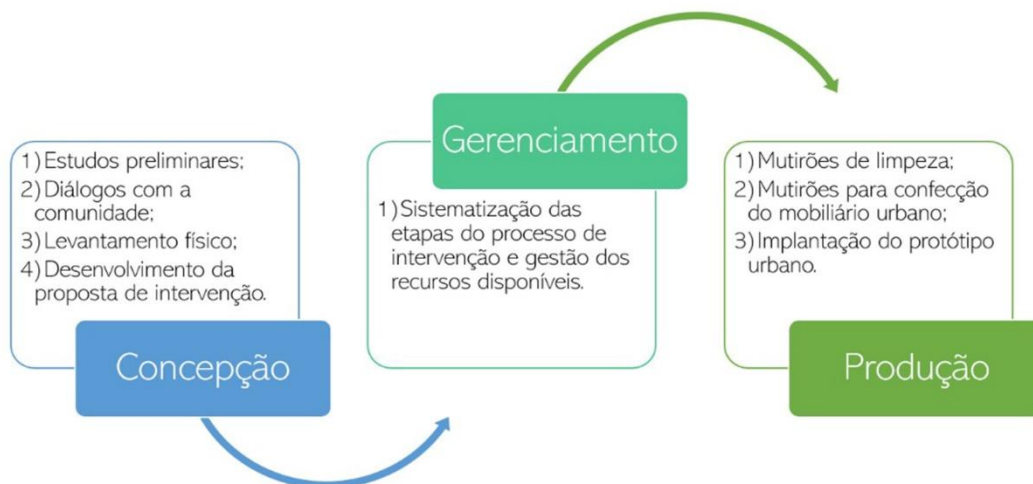 1) Estudos preliminares;
2) Diálogos com a
comunidade;
3) Levantamento físico;
4) Desenvolvimento da
proposta de intervenção.
Concepção
Gerenciamento
1) Sistematização das
etapas do processo de
intervenção e gestão dos
recursos disponíveis.
1) Mutirões de limpeza;
2) Mutirões para confecção
do mobiliário urbano;
3) Implantação do protótipo
urbano.
Produção